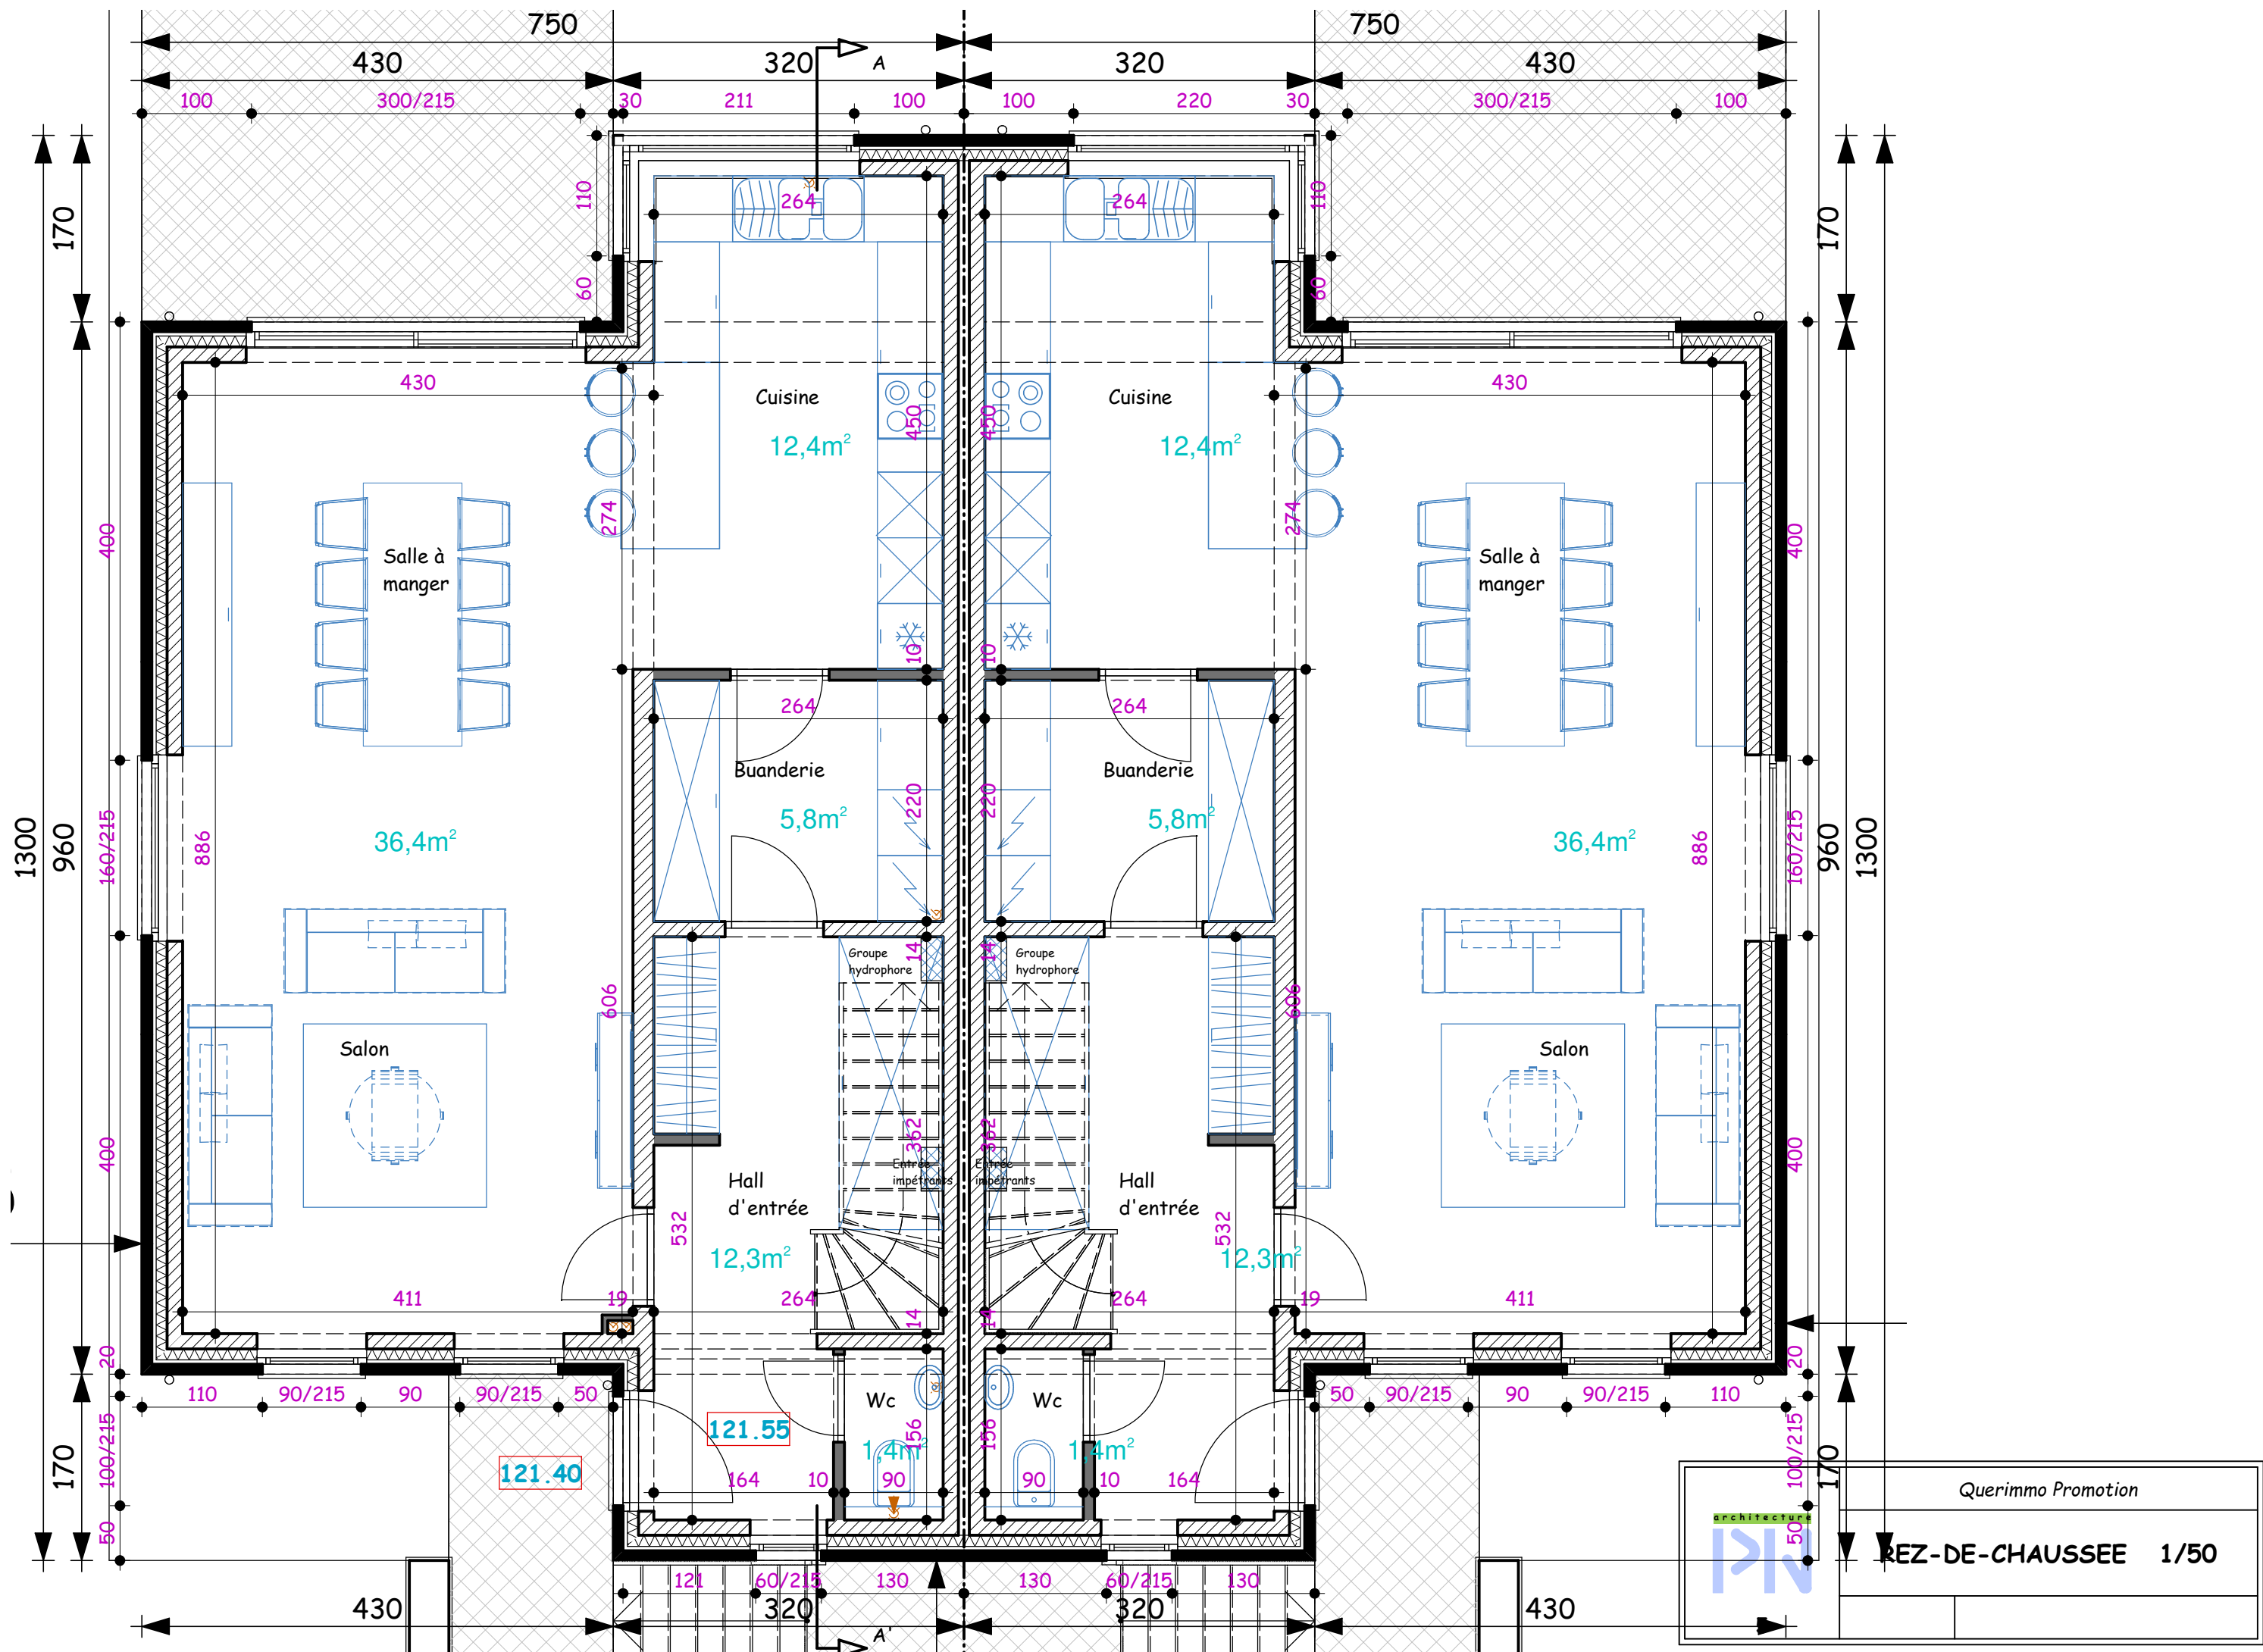 750 750
430 320 A 320 430
100 300/215 30 211 100 100 220 30 300/215 100
170 110 264 264 110 170
60 60
430 430
Cuisine Cuisine
450 450
12,4m² 12,4m²
274 274
400 400
Salle à
manger
Salle à
manger
10 10
264 264
Buanderie Buanderie
220 220
5,8m² 5,8m²
1300 960 160/215 886 886 160/215 960 1300
36,4m² 36,4m²
14 14
Groupe
hydrophore
Groupe
hydrophore
606 606
Salon Salon
400 362 362 400
Entrée
impétrants
Entrée
impétrants
Hall
d'entrée
Hall
d'entrée
532 532
12,3m² 12,3m²
411 19 264 264 19 411
14 14
20 20
110 90/215 90 90/215 50 50 90/215 90 90/215 110
Wc Wc
121.55
156 156
1,4m² 1,4m²
121.40
170 100/215 164 10 90 90 10 164 100/215 170
50 50
121 60/215 130 130 60/215 130
430 320 320 430
A'
Querimmo Promotion
architecture
PW
REZ-DE-CHAUSSEE 1/50